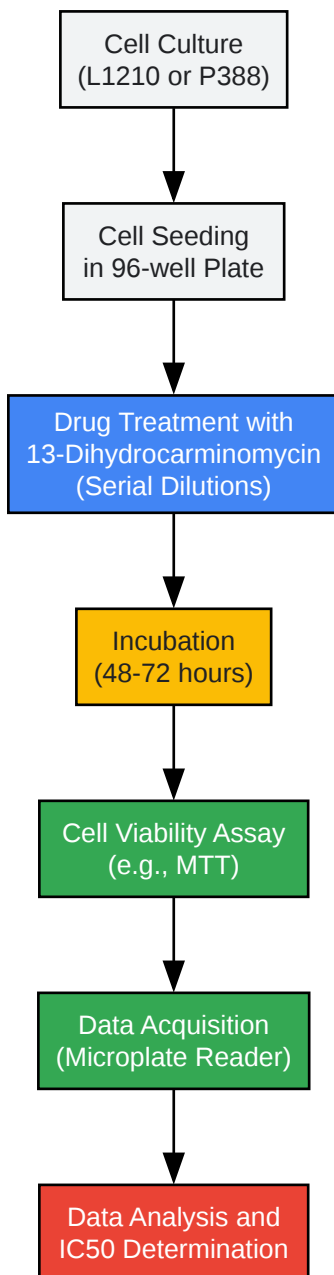 Cell Culture
(L1210 or P388)
Cell Seeding
in 96-well Plate
Drug Treatment with
13-Dihydrocarminomycin
(Serial Dilutions)
Incubation
(48-72 hours)
Cell Viability Assay
(e.g., MTT)
Data Acquisition
(Microplate Reader)
Data Analysis and
IC50 Determination